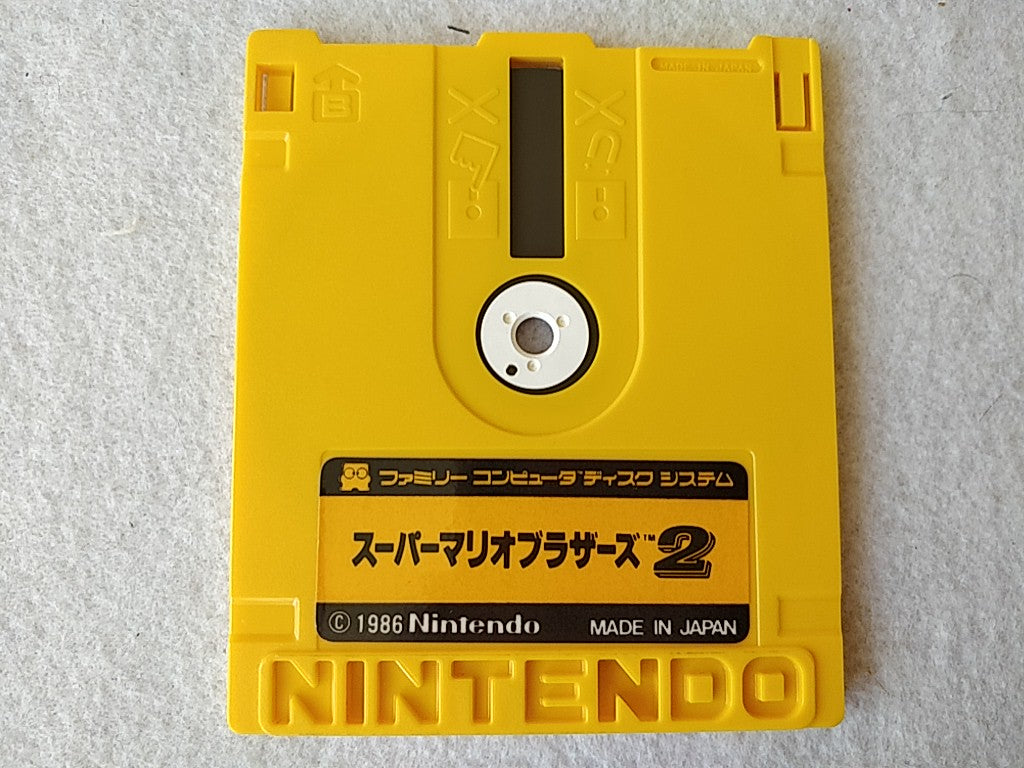 B
MADE IN JAPAN
ファミリー コンピュータ ディスク システム
スーパーマリオブラザーズ™2
© 1986 Nintendo MADE IN JAPAN
NINTENDO